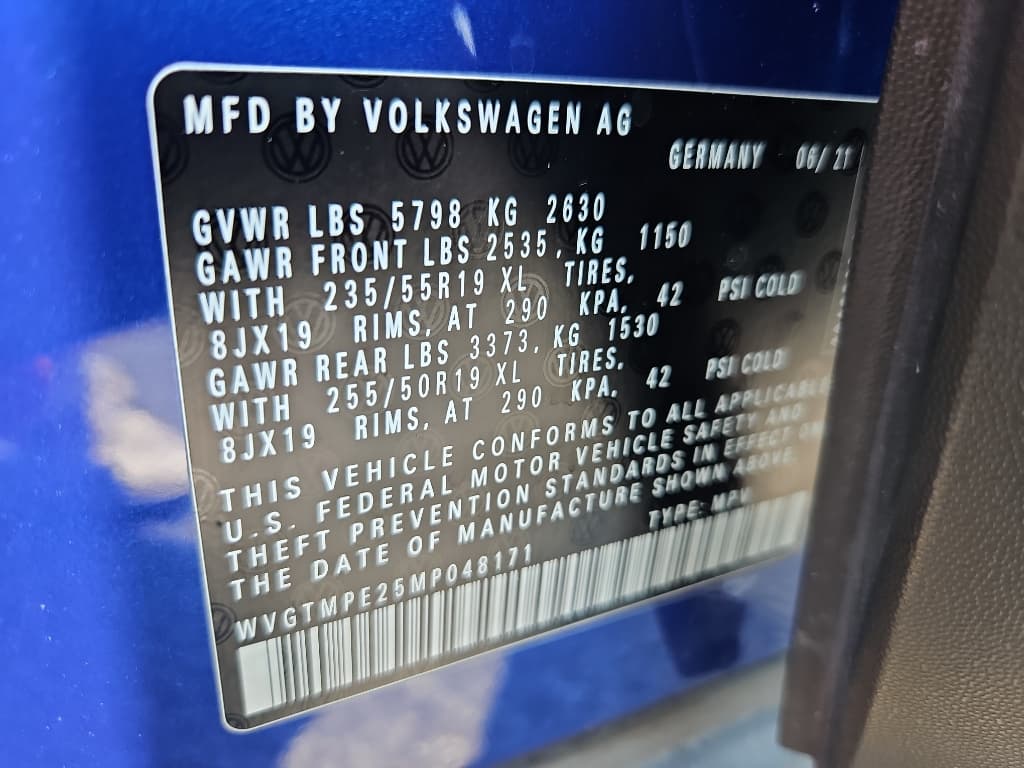 MFD BY VOLKSWAGEN AG
GERMANY 06/21
GVWR LBS 5798 KG 2630
GAWR FRONT LBS 2535, KG 1150
WITH 235/55R19 XL TIRES,
8JX19 RIMS, AT 290 KPA, 42 PSI COLD
GAWR REAR LBS 3373, KG 1530
WITH 255/50R19 XL TIRES,
8JX19 RIMS, AT 290 KPA, 42 PSI COLD
THIS VEHICLE CONFORMS TO ALL APPLICABLE
U.S. FEDERAL MOTOR VEHICLE SAFETY AND
THEFT PREVENTION STANDARDS IN EFFECT ON
THE DATE OF MANUFACTURE SHOWN ABOVE.
TYPE: MPV
WVGTMPE25MP048171